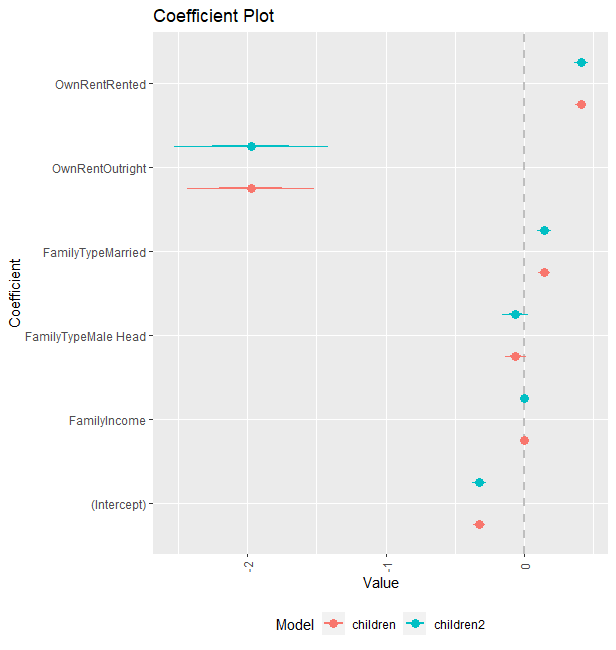 Coefficient Plot
OwnRentRented
OwnRentOutright
FamilyTypeMarried
FamilyTypeMale Head
FamilyIncome
(Intercept)
Coefficient
-2
-1
0
Value
Model children children2